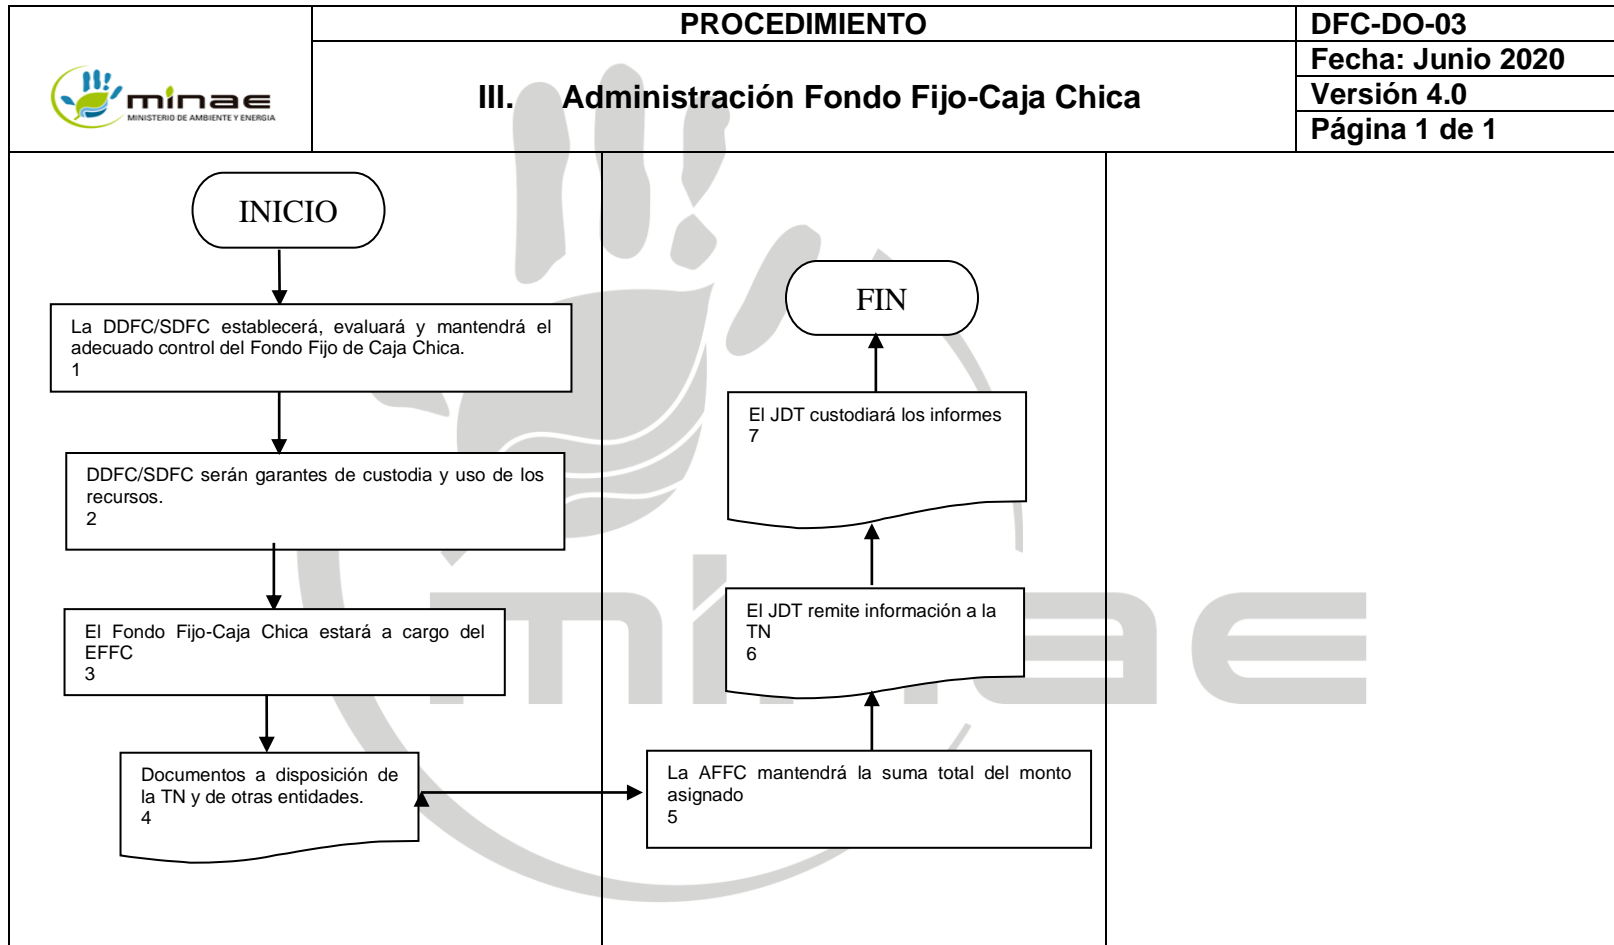 PROCEDIMIENTO
DFC-DO-03
Fecha: Junio 2020
Versión 4.0
Página 1 de 1
minae
MINISTERIO DE AMBIENTE Y ENERGIA
III. Administración Fondo Fijo-Caja Chica
INICIO
La DDFC/SDFC establecerá, evaluará y mantendrá el
adecuado control del Fondo Fijo de Caja Chica.
1
DDFC/SDFC serán garantes de custodia y uso de los
recursos.
2
El Fondo Fijo-Caja Chica estará a cargo del
EFFC
3
Documentos a disposición de
la TN y de otras entidades.
4
La AFFC mantendrá la suma total del monto
asignado
5
El JDT remite información a la
TN
6
El JDT custodiará los informes
7
FIN
minae